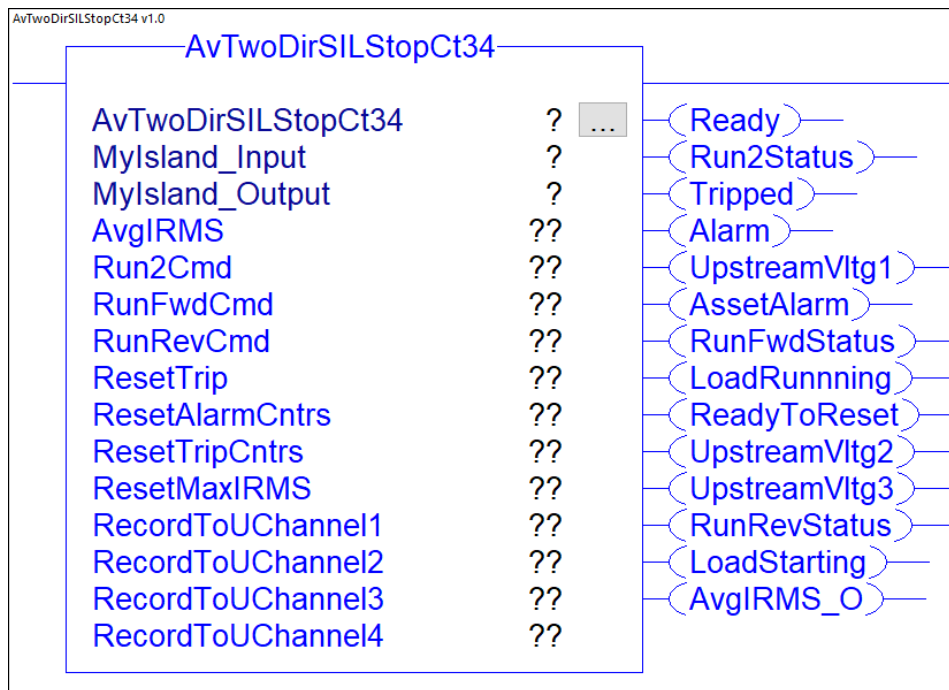 AvTwoDirSILStopCt34 v1.0
AvTwoDirSILStopCt34
AvTwoDirSILStopCt34 ? ... Ready
MyIsland_Input ? Run2Status
MyIsland_Output ? Tripped
AvgIRMS ?? Alarm
Run2Cmd ?? UpstreamVltg1
RunFwdCmd ?? AssetAlarm
RunRevCmd ?? RunFwdStatus
ResetTrip ?? LoadRunnning
ResetAlarmCntrs ?? ReadyToReset
ResetTripCntrs ?? UpstreamVltg2
ResetMaxIRMS ?? UpstreamVltg3
RecordToUChannel1 ?? RunRevStatus
RecordToUChannel2 ?? LoadStarting
RecordToUChannel3 ?? AvgIRMS_O
RecordToUChannel4 ??